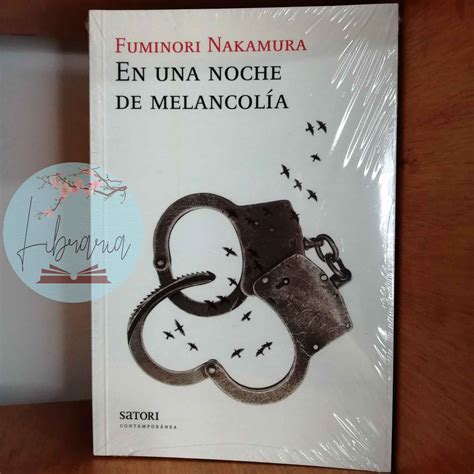 FUMINORI NAKAMURA
EN UNA NOCHE
DE MELANCOLÍA
Libraria
SATORI
CONTEMPORÁNEA